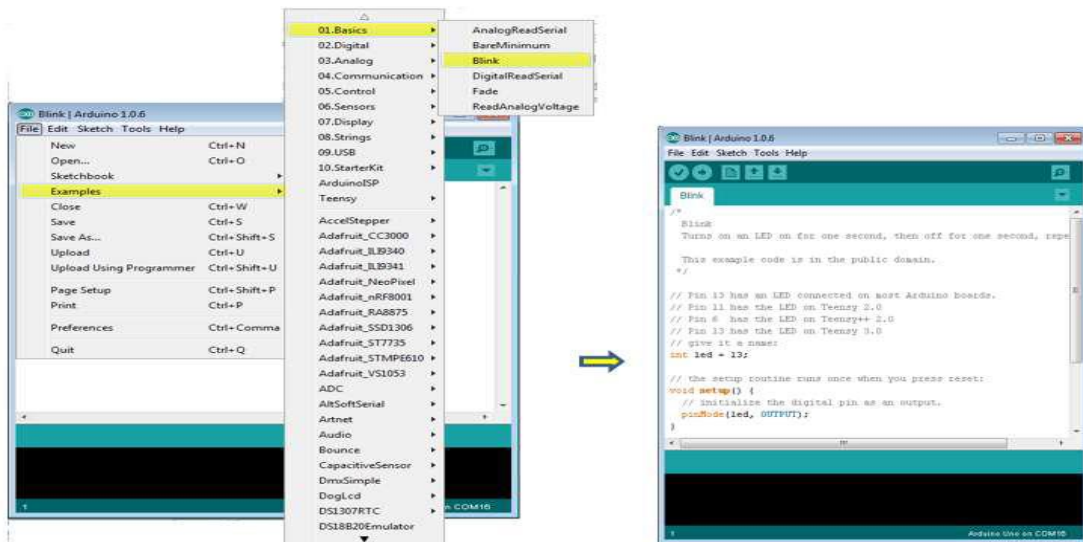 Blink | Arduino 1.0.6
File Edit Sketch Tools Help
New Ctrl+N
Open... Ctrl+O
Sketchbook
Examples
Close Ctrl+W
Save Ctrl+S
Save As... Ctrl+Shift+S
Upload Ctrl+U
Upload Using Programmer Ctrl+Shift+U
Page Setup Ctrl+Shift+P
Print Ctrl+P
Preferences Ctrl+Comma
Quit Ctrl+Q
1
n COM16
01.Basics
02.Digital
03.Analog
04.Communication
05.Control
06.Sensors
07.Display
08.Strings
09.USB
10.StarterKit
ArduinoISP
Teensy
AccelStepper
Adafruit_CC3000
Adafruit_ILI9340
Adafruit_ILI9341
Adafruit_NeoPixel
Adafruit_nRF8001
Adafruit_RA8875
Adafruit_SSD1306
Adafruit_ST7735
Adafruit_STMPE610
Adafruit_VS1053
ADC
AltSoftSerial
Artnet
Audio
Bounce
CapacitiveSensor
DmxSimple
DogLcd
DS1307RTC
DS18B20Emulator
AnalogReadSerial
BareMinimum
Blink
DigitalReadSerial
Fade
ReadAnalogVoltage
Blink | Arduino 1.0.6
File Edit Sketch Tools Help
Blink
/*
Blink
Turns on an LED on for one second, then off for one second, repe
This example code is in the public domain.
*/
// Pin 13 has an LED connected on most Arduino boards.
// Pin 11 has the LED on Teensy 2.0
// Pin 6 has the LED on Teensy++ 2.0
// Pin 13 has the LED on Teensy 3.0
// give it a name:
int led = 13;
// the setup routine runs once when you press reset:
void setup() {
// initialize the digital pin as an output.
pinMode(led, OUTPUT);
}
1
Arduino Uno on COM16